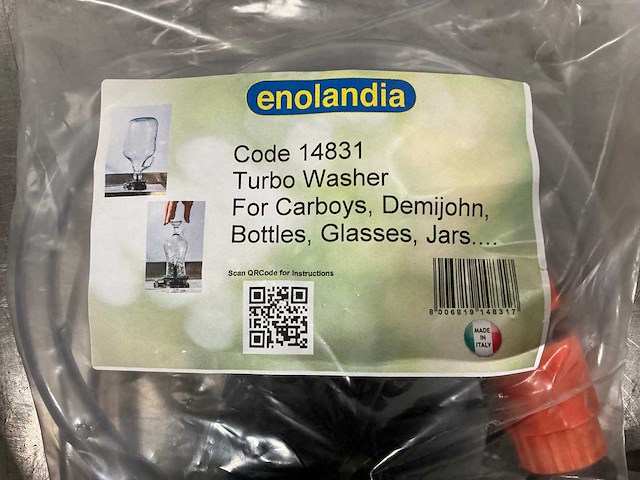 enolandia
Code 14831
Turbo Washer
For Carboys, Demijohn,
Bottles, Glasses, Jars....
Scan QRCode for Instructions
8 006819 148317
MADE
IN
ITALY